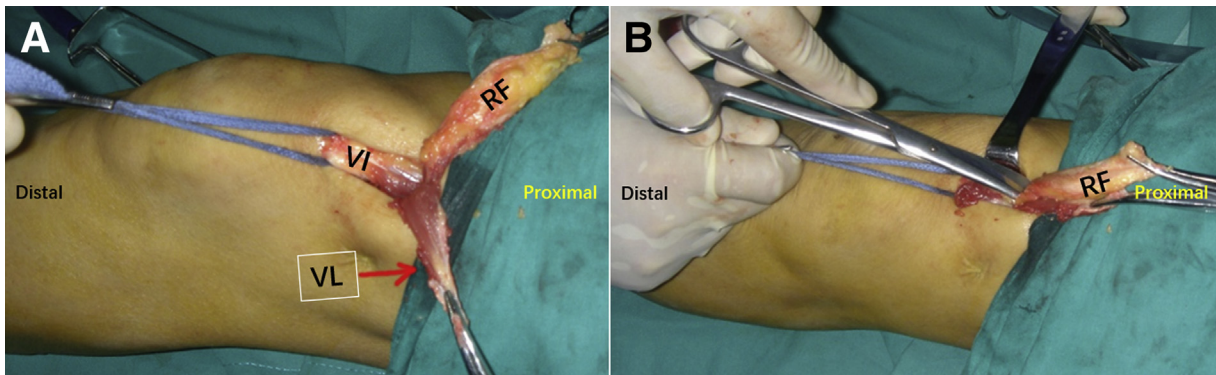 A
RF
VI
Distal
Proximal
VL
B
RF
Distal
Proximal